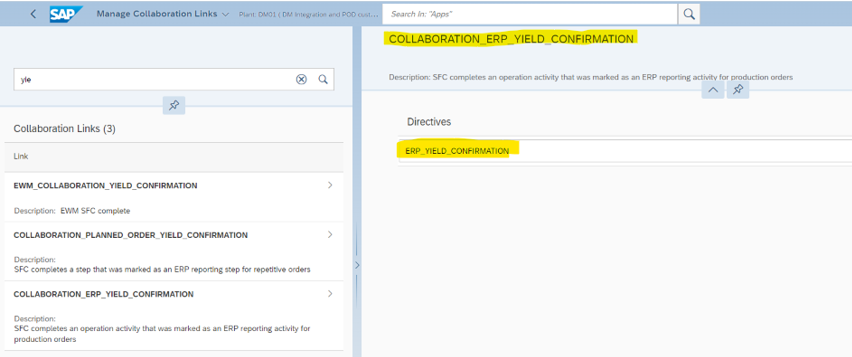 SAP Manage Collaboration Links Plant: DM01 ( DM Integration and POD cust... Search In: "Apps"
COLLABORATION_ERP_YIELD_CONFIRMATION
Description: SFC completes an operation activity that was marked as an ERP reporting activity for production orders
yle
Collaboration Links (3)
Link
EWM_COLLABORATION_YIELD_CONFIRMATION
Description: EWM SFC complete
COLLABORATION_PLANNED_ORDER_YIELD_CONFIRMATION
Description:
SFC completes a step that was marked as an ERP reporting step for repetitive orders
COLLABORATION_ERP_YIELD_CONFIRMATION
Description:
SFC completes an operation activity that was marked as an ERP reporting activity for
production orders
Directives
ERP_YIELD_CONFIRMATION